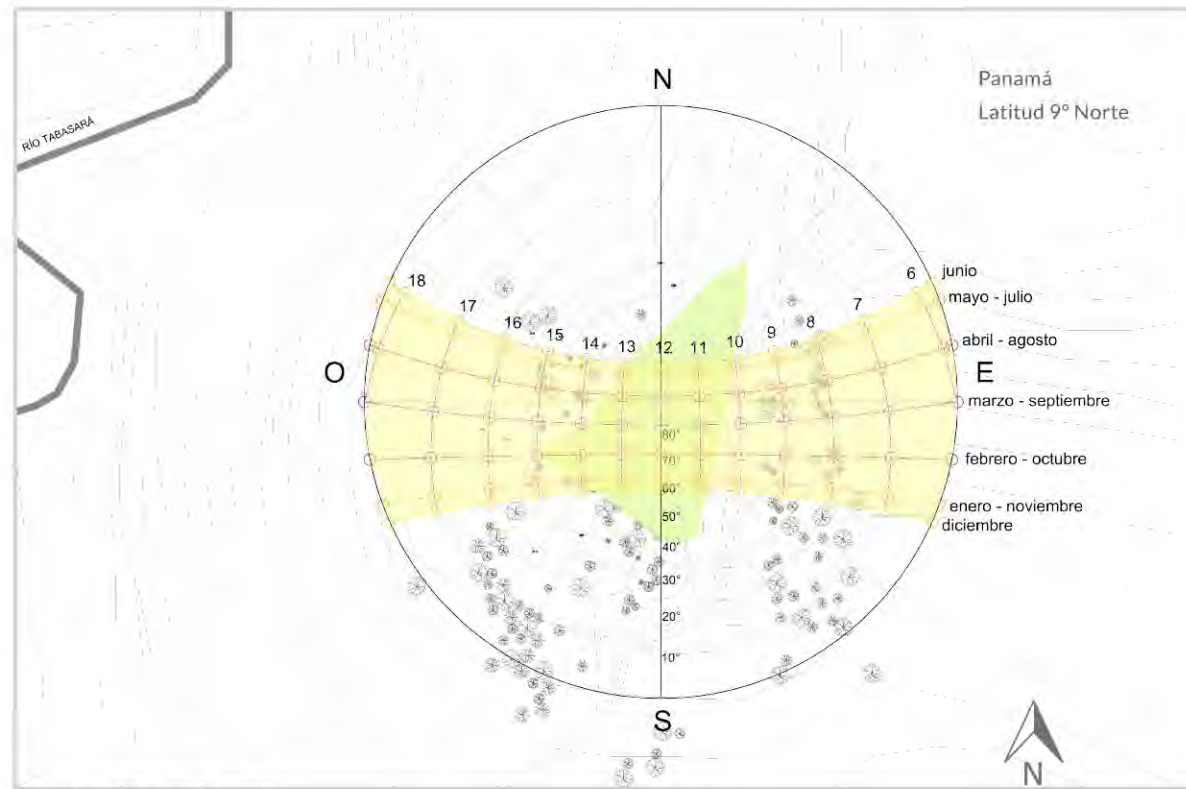 Panamá
Latitud 9º Norte
RÍO TABASARÁ
N
18
17
16
15
14
13
12
11
10
9
8
7
6
junio
mayo - julio
abril - agosto
O
E
marzo - septiembre
febrero - octubre
enero - noviembre
diciembre
80°
70°
60°
50°
40°
30°
20°
10°
S
N